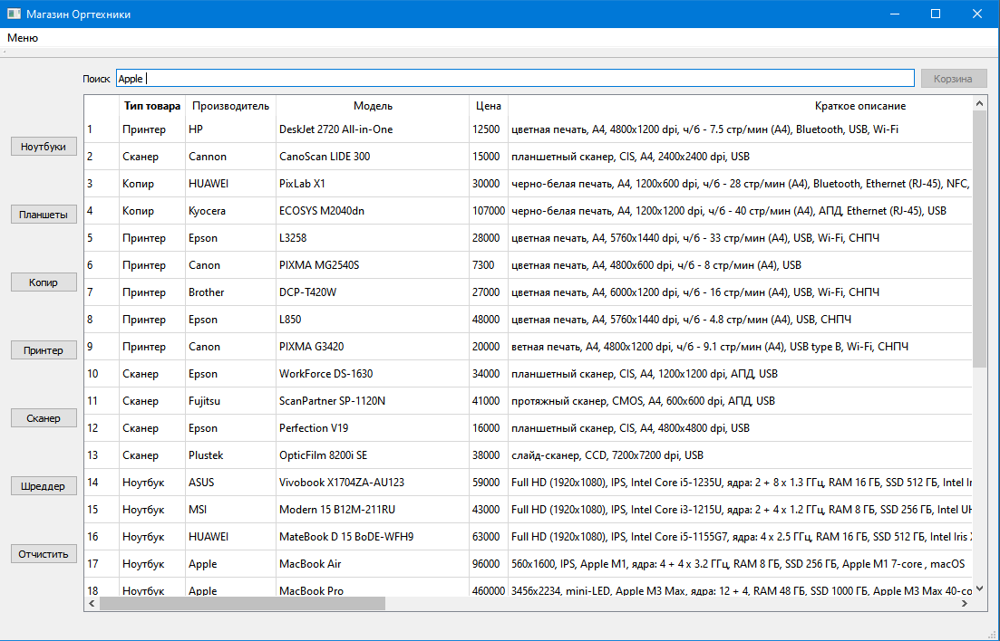 Магазин Оргтехники
Меню
Поиск Apple Корзина
Тип товара Производитель Модель Цена Краткое описание
1 Принтер HP DeskJet 2720 All-in-One 12500 цветная печать, A4, 4800x1200 dpi, ч/б - 7.5 стр/мин (A4), Bluetooth, USB, Wi-Fi
Ноутбуки
2 Сканер Cannon CanoScan LIDE 300 15000 планшетный сканер, CIS, A4, 2400x2400 dpi, USB
3 Копир HUAWEI PixLab X1 30000 черно-белая печать, A4, 1200x600 dpi, ч/б - 28 стр/мин (A4), Bluetooth, Ethernet (RJ-45), NFC,
Планшеты
4 Копир Kyocera ECOSYS M2040dn 107000 черно-белая печать, A4, 1200x1200 dpi, ч/б - 40 стр/мин (A4), АПД, Ethernet (RJ-45), USB
5 Принтер Epson L3258 28000 цветная печать, A4, 5760x1440 dpi, ч/б - 33 стр/мин (A4), USB, Wi-Fi, СНПЧ
6 Принтер Canon PIXMA MG2540S 7300 цветная печать, A4, 4800x600 dpi, ч/б - 8 стр/мин (A4), USB
Копир
7 Принтер Brother DCP-T420W 27000 цветная печать, A4, 6000x1200 dpi, ч/б - 16 стр/мин (A4), USB, Wi-Fi, СНПЧ
8 Принтер Epson L850 48000 цветная печать, A4, 5760x1440 dpi, ч/б - 4.8 стр/мин (A4), USB, СНПЧ
Принтер
9 Принтер Canon PIXMA G3420 20000 ветная печать, A4, 4800x1200 dpi, ч/б - 9.1 стр/мин (A4), USB type B, Wi-Fi, СНПЧ
10 Сканер Epson WorkForce DS-1630 34000 планшетный сканер, CIS, A4, 1200x1200 dpi, АПД, USB
11 Сканер Fujitsu ScanPartner SP-1120N 41000 протяжный сканер, CMOS, A4, 600x600 dpi, АПД, USB
Сканер
12 Сканер Epson Perfection V19 16000 планшетный сканер, CIS, A4, 4800x4800 dpi, USB
13 Сканер Plustek OpticFilm 8200i SE 38000 слайд-сканер, CCD, 7200x7200 dpi, USB
14 Ноутбук ASUS Vivobook X1704ZA-AU123 59000 Full HD (1920x1080), IPS, Intel Core i5-1235U, ядра: 2 + 8 х 1.3 ГГц, RAM 16 ГБ, SSD 512 ГБ, Intel
Шреддер
15 Ноутбук MSI Modern 15 B12M-211RU 43000 Full HD (1920x1080), IPS, Intel Core i3-1215U, ядра: 2 + 4 х 1.2 ГГц, RAM 8 ГБ, SSD 256 ГБ, Intel
16 Ноутбук HUAWEI MateBook D 15 BoDE-WFH9 63000 Full HD (1920x1080), IPS, Intel Core i5-1155G7, ядра: 4 х 2.5 ГГц, RAM 16 ГБ, SSD 512 ГБ, Intel Iris
Отчистить
17 Ноутбук Apple MacBook Air 96000 560x1600, IPS, Apple M1, ядра: 4 + 4 х 3.2 ГГц, RAM 8 ГБ, SSD 256 ГБ, Apple M1 7-core , macOS
18 Ноутбук Apple MacBook Pro 460000 3456x2234, mini-LED, Apple M3 Max, ядра: 12 + 4, RAM 48 ГБ, SSD 1000 ГБ, Apple M3 Max 40-co